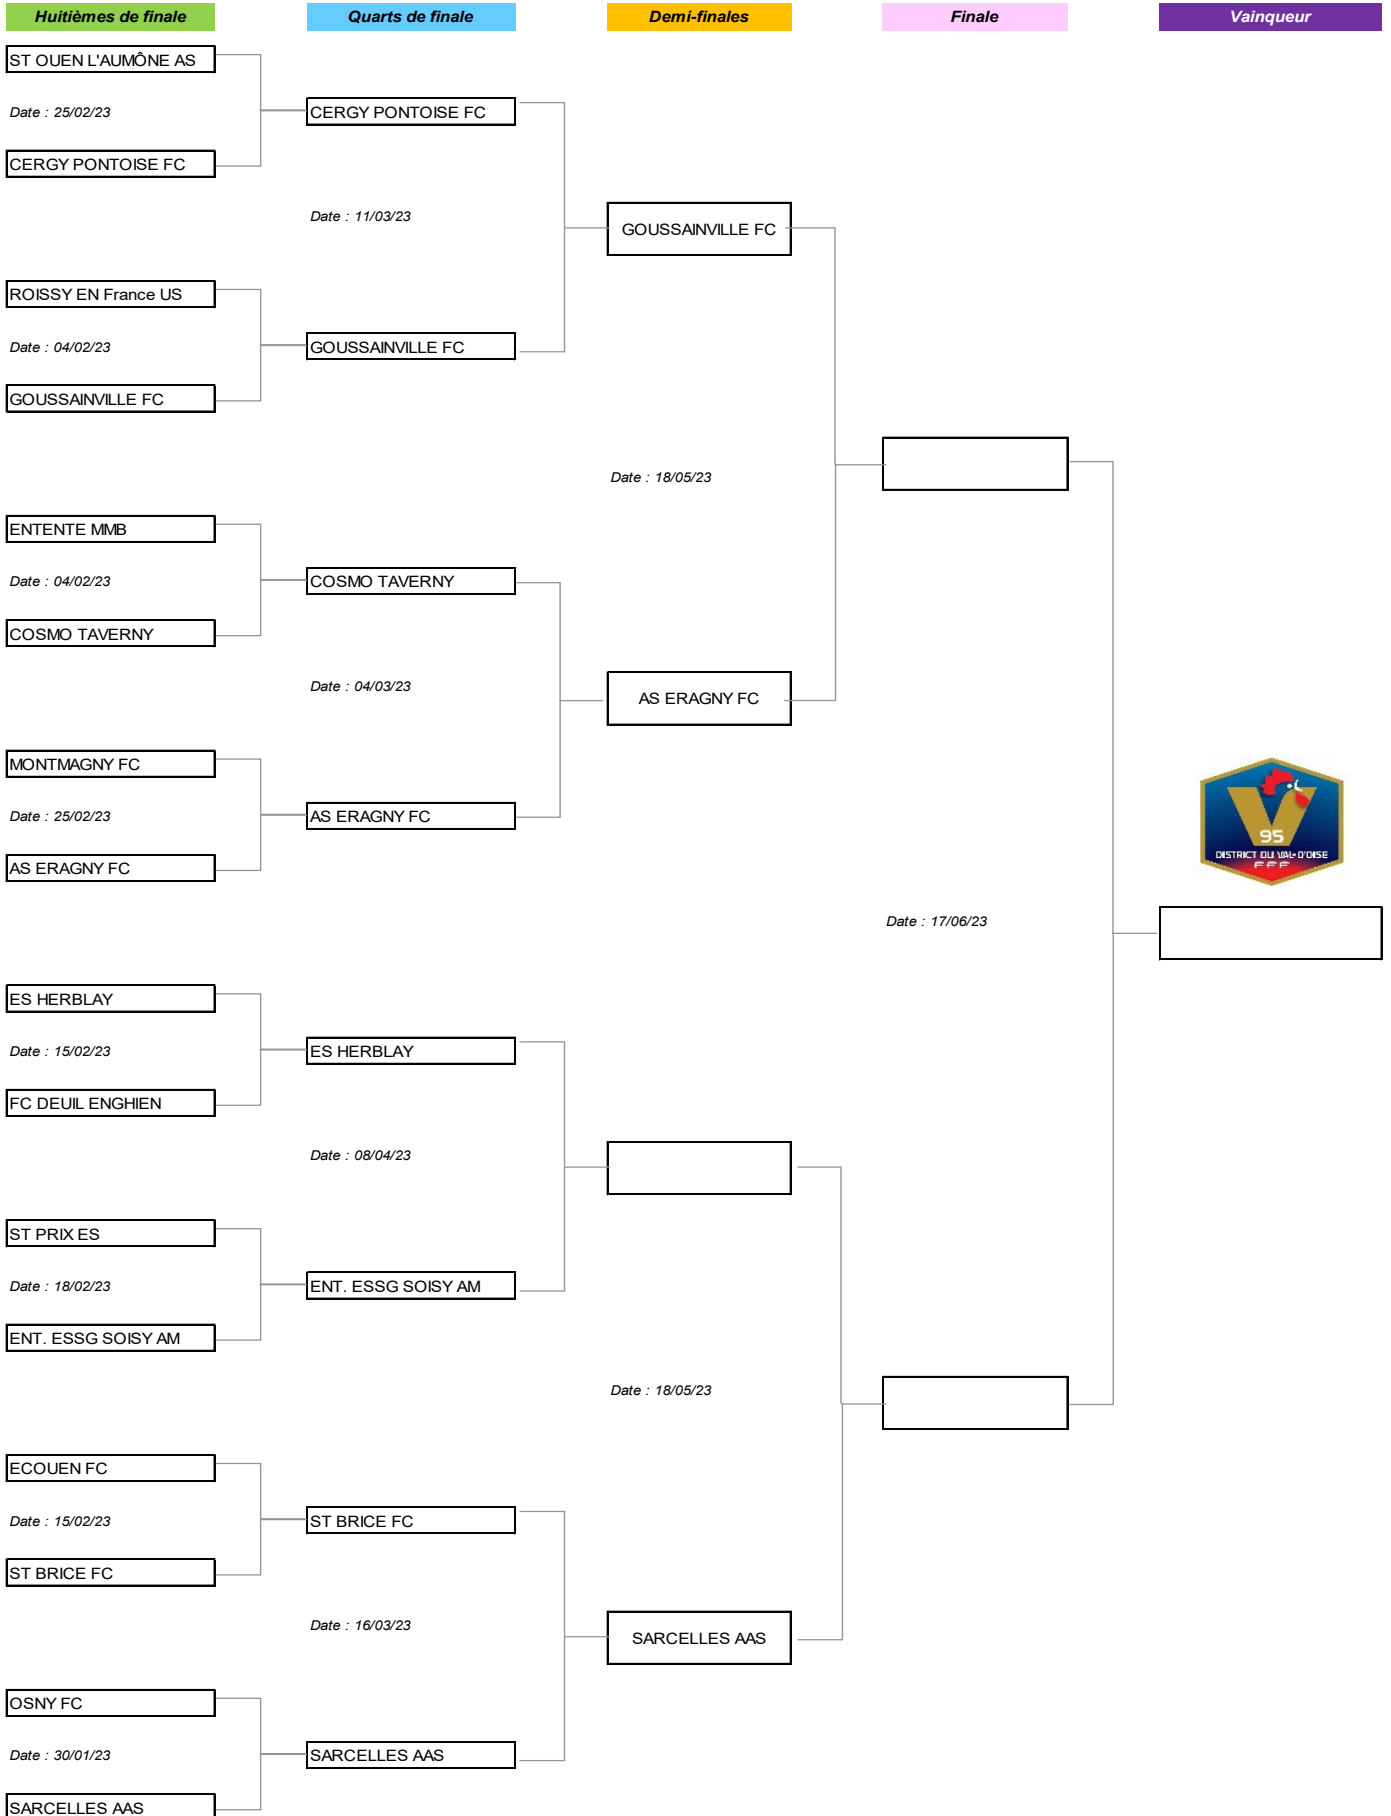 Huitièmes de finale
Quarts de finale
Demi-finales
Finale
Vainqueur
ST OUEN L'AUMÔNE AS
Date : 25/02/23
CERGY PONTOISE FC
CERGY PONTOISE FC
Date : 11/03/23
GOUSSAINVILLE FC
ROISSY EN France US
Date : 04/02/23
GOUSSAINVILLE FC
GOUSSAINVILLE FC
Date : 18/05/23
ENTENTE MMB
Date : 04/02/23
COSMO TAVERNY
COSMO TAVERNY
Date : 04/03/23
AS ERAGNY FC
MONTMAGNY FC
Date : 25/02/23
AS ERAGNY FC
AS ERAGNY FC
V
95
DISTRICT DU VAL-D'OISE
FFF
Date : 17/06/23
ES HERBLAY
Date : 15/02/23
ES HERBLAY
FC DEUIL ENGHIEN
Date : 08/04/23
ST PRIX ES
Date : 18/02/23
ENT. ESSG SOISY AM
ENT. ESSG SOISY AM
Date : 18/05/23
ECOUEN FC
Date : 15/02/23
ST BRICE FC
ST BRICE FC
Date : 16/03/23
SARCELLES AAS
OSNY FC
Date : 30/01/23
SARCELLES AAS
SARCELLES AAS